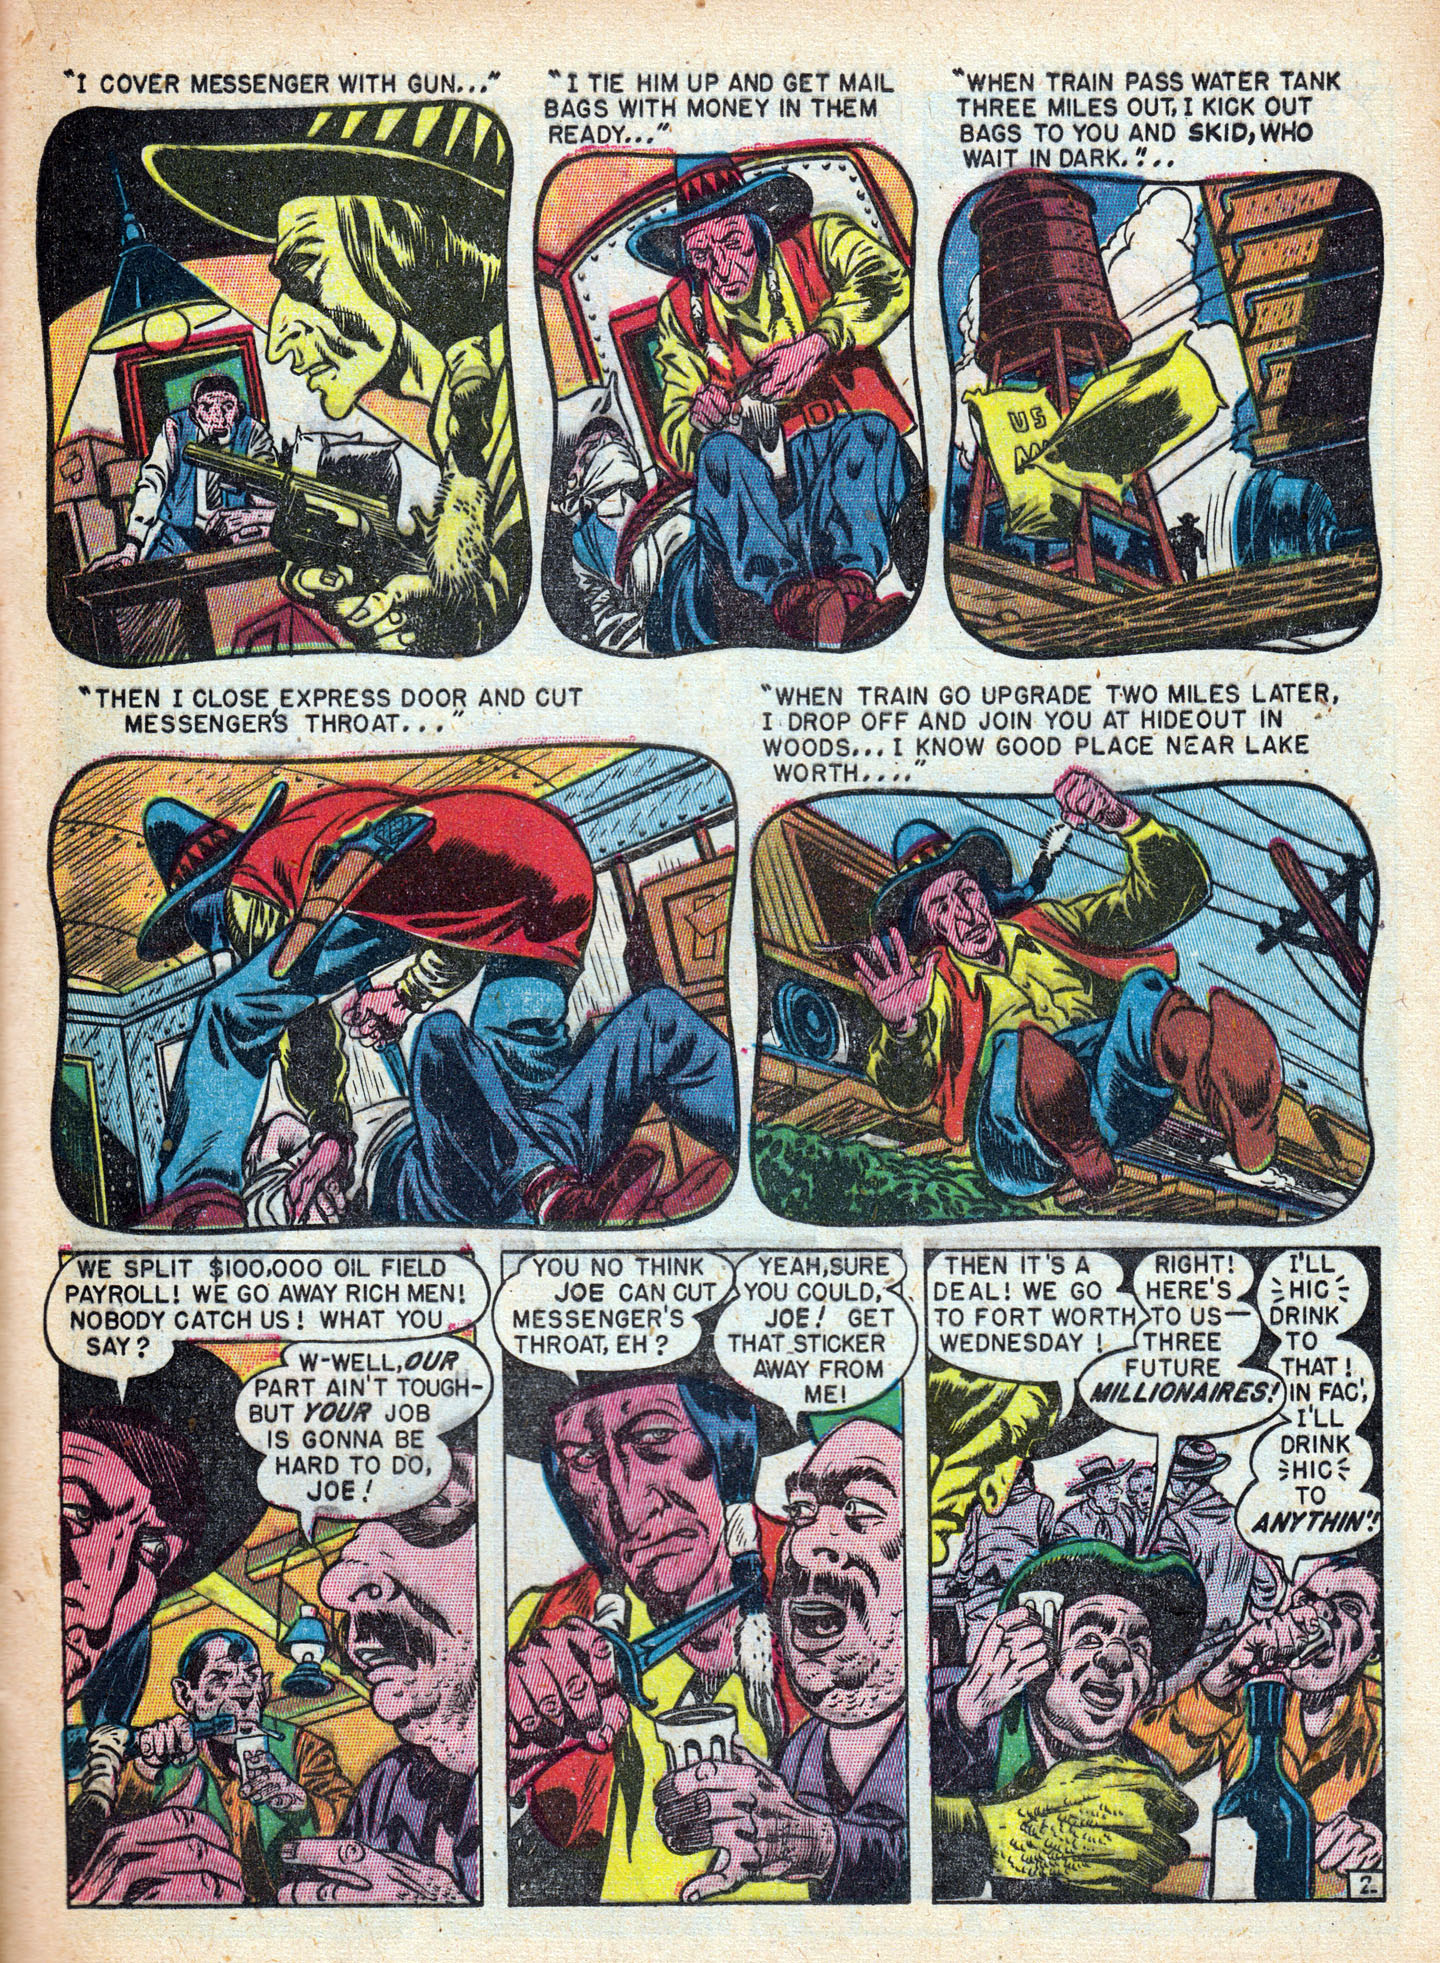 "I COVER MESSENGER WITH GUN..."
"I TIE HIM UP AND GET MAIL
BAGS WITH MONEY IN THEM
READY..."
"WHEN TRAIN PASS WATER TANK
THREE MILES OUT, I KICK OUT
BAGS TO YOU AND SKID, WHO
WAIT IN DARK."...
US
"THEN I CLOSE EXPRESS DOOR AND CUT
MESSENGER'S THROAT..."
"WHEN TRAIN GO UPGRADE TWO MILES LATER,
I DROP OFF AND JOIN YOU AT HIDEOUT IN
WOODS... I KNOW GOOD PLACE NEAR LAKE
WORTH...."
WE SPLIT $100,000 OIL FIELD
PAYROLL! WE GO AWAY RICH MEN!
NOBODY CATCH US! WHAT YOU
SAY?
W-WELL, OUR
PART AIN'T TOUGH-
BUT YOUR JOB
IS GONNA BE
HARD TO DO,
JOE!
YOU NO THINK
JOE CAN CUT
MESSENGER'S
THROAT, EH?
YEAH, SURE
YOU COULD,
JOE! GET
THAT STICKER
AWAY FROM
ME!
THEN IT'S A
DEAL! WE GO
TO FORT WORTH
WEDNESDAY!
RIGHT!
HERE'S
TO US—
THREE
FUTURE
MILLIONAIRES!
I'LL
HIC
DRINK
TO
THAT!
IN FAC',
I'LL
DRINK
HIC
TO
ANYTHIN'!
2